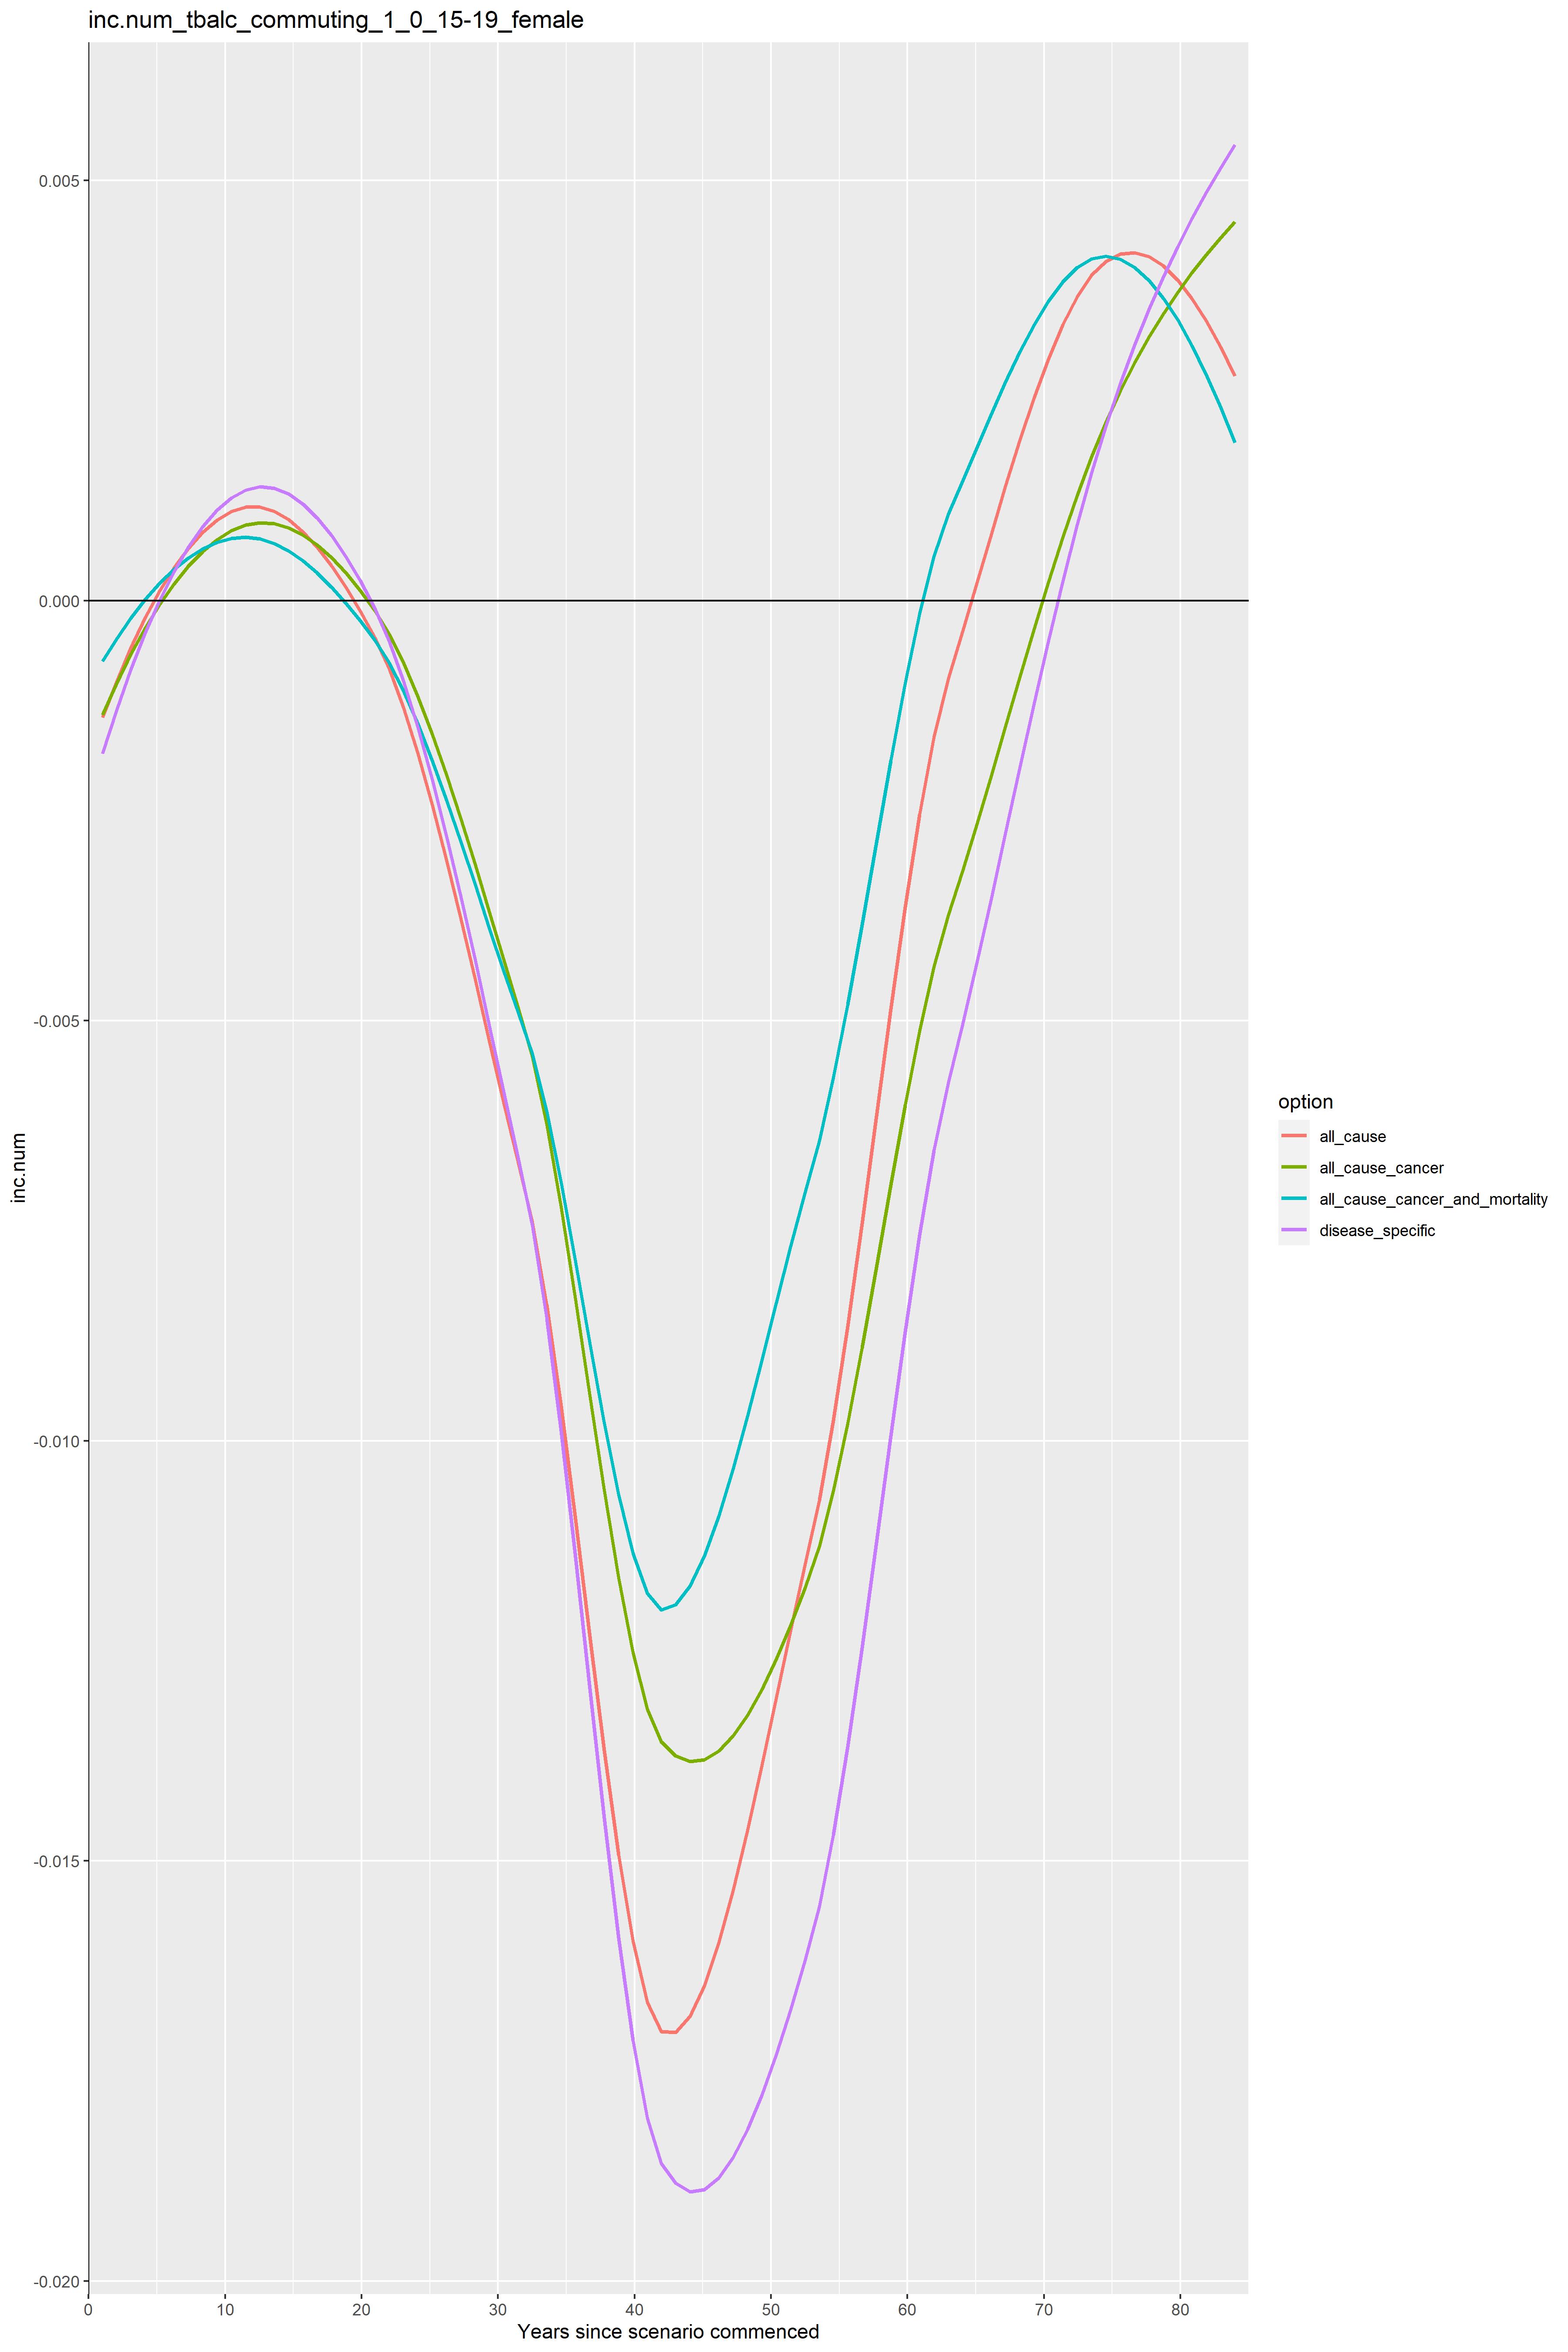 inc.num_tbalc_commuting_1_0_15-19_female
0.005
0.000
-0.005
-0.010
-0.015
-0.020
inc.num
0 10 20 30 40 50 60 70 80
Years since scenario commenced
option
all_cause
all_cause_cancer
all_cause_cancer_and_mortality
disease_specific